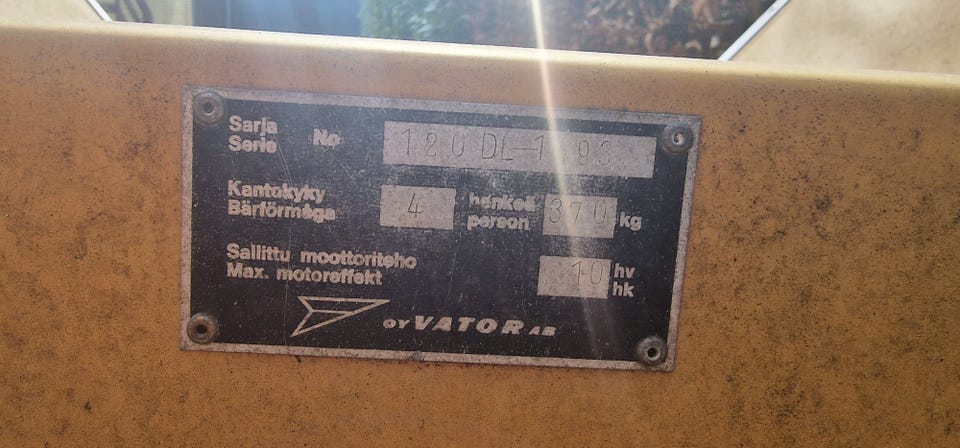 Sarja
Serie No 120 DL-1 93
Kantokyky
Bärförmåga 4 henkeä
person 370 kg
Sallittu moottoriteho
Max. motoreffekt 10 hv
hk
OY VATOR AB